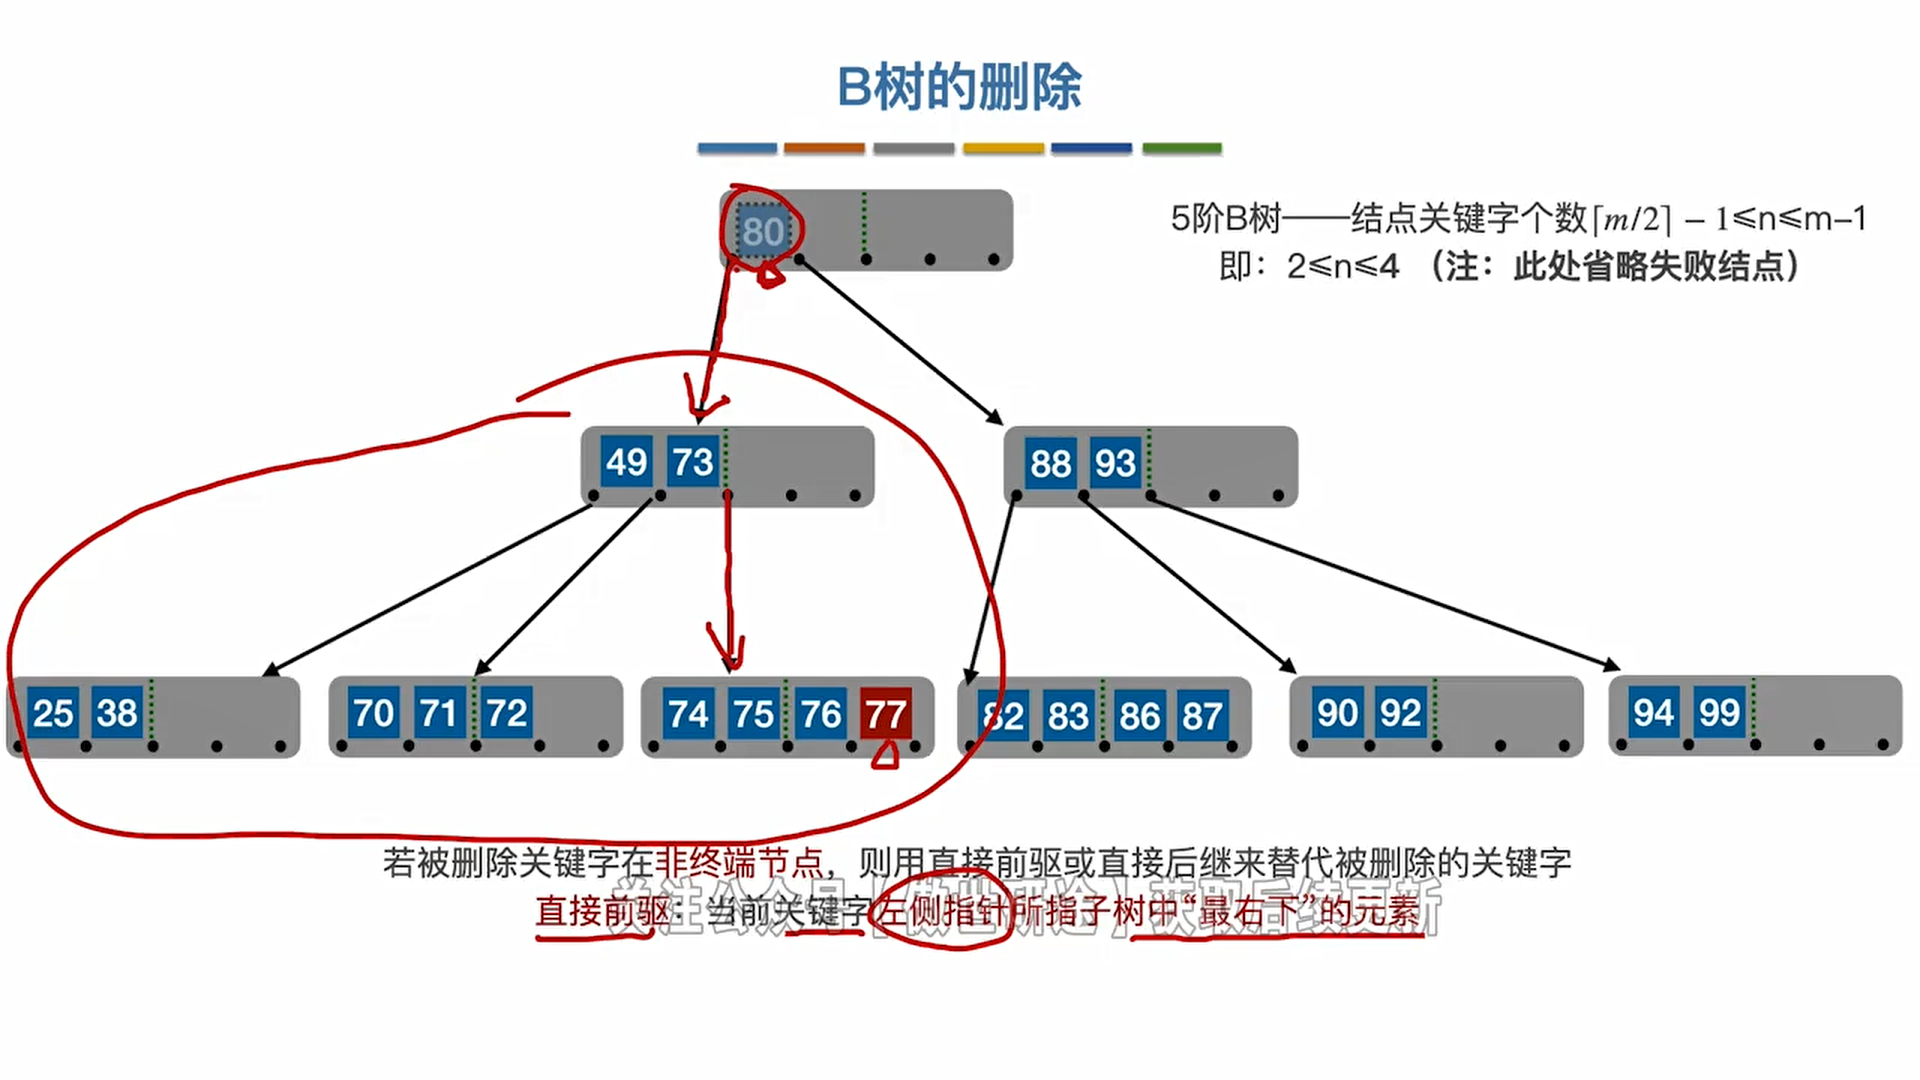 B树的删除
80
5阶B树——结点关键字个数⌈m/2⌉ − 1≤n≤m−1
即：2≤n≤4 （注：此处省略失败结点）
49 73
88 93
25 38
70 71 72
74 75 76 77
82 83 86 87
90 92
94 99
若被删除关键字在非终端节点，则用直接前驱或直接后继来替代被删除的关键字
直接前驱：当前关键字左侧指针所指子树中“最右下”的元素
关注公众号【做世研途】获取后续更新